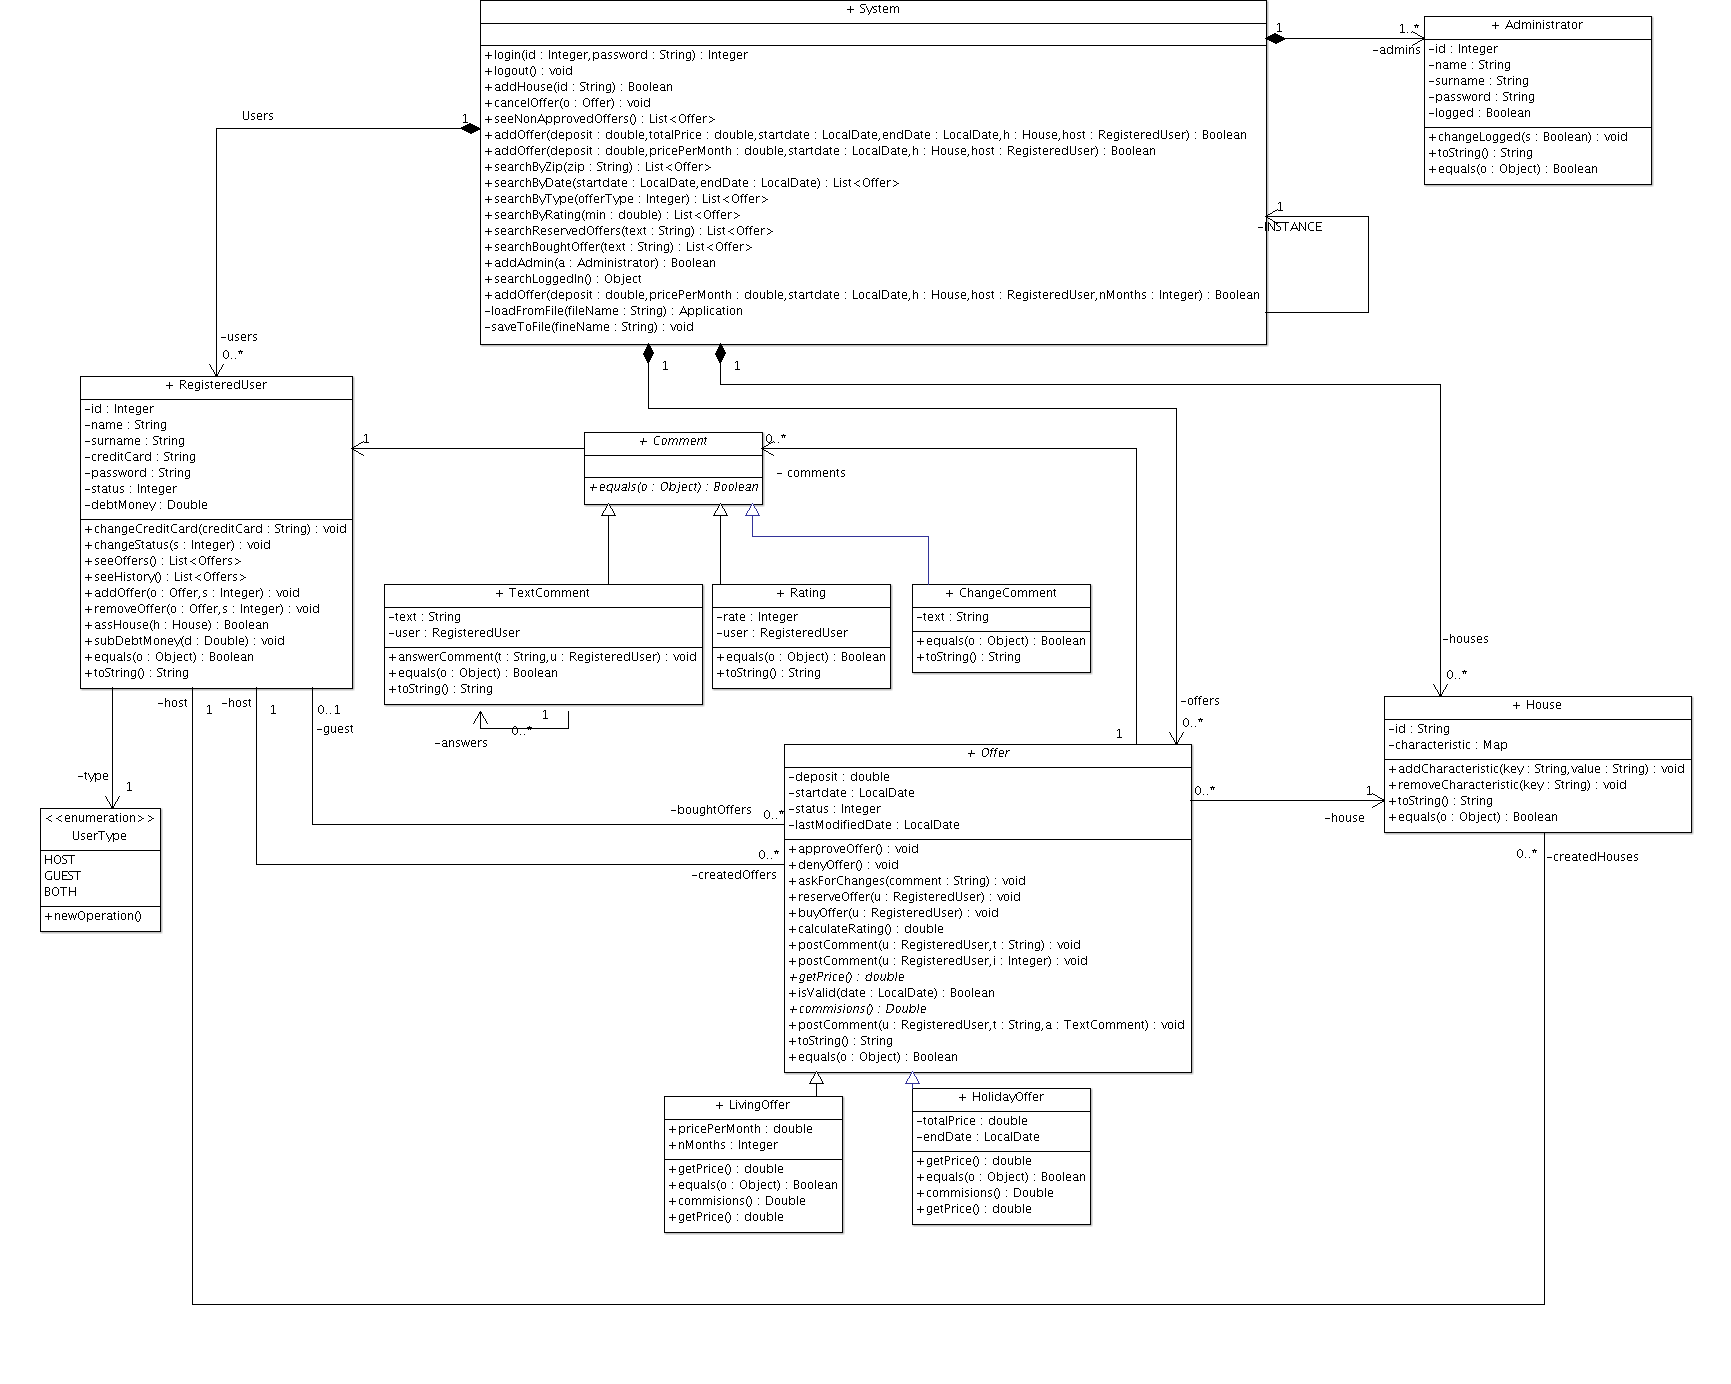 + System
+login(id : Integer,password : String) : Integer
+logout() : void
+addHouse(id : String) : Boolean
+cancelOffer(o : Offer) : void
+seeNonApprovedOffers() : List<Offer>
+addOffer(deposit : double,totalPrice : double,startdate : LocalDate,endDate : LocalDate,h : House,host : RegisteredUser) : Boolean
+addOffer(deposit : double,pricePerMonth : double,startdate : LocalDate,h : House,host : RegisteredUser) : Boolean
+searchByZip(zip : String) : List<Offer>
+searchByDate(startdate : LocalDate,endDate : LocalDate) : List<Offer>
+searchByType(offerType : Integer) : List<Offer>
+searchByRating(min : double) : List<Offer>
+searchReservedOffers(text : String) : List<Offer>
+searchBoughtOffer(text : String) : List<Offer>
+addAdmin(a : Administrator) : Boolean
+searchLoggedIn() : Object
+addOffer(deposit : double,pricePerMonth : double,startdate : LocalDate,h : House,host : RegisteredUser,nMonths : Integer) : Boolean
-loadFromFile(fileName : String) : Application
-saveToFile(fineName : String) : void
1
1..*
-admins
+ Administrator
-id : Integer
-name : String
-surname : String
-password : String
-logged : Boolean
+changeLogged(s : Boolean) : void
+toString() : String
+equals(o : Object) : Boolean
1
-INSTANCE
Users
1
-users
0..*
1
1
+ RegisteredUser
-id : Integer
-name : String
-surname : String
-creditCard : String
-password : String
-status : Integer
-debtMoney : Double
+changeCreditCard(creditCard : String) : void
+changeStatus(s : Integer) : void
+seeOffers() : List<Offers>
+seeHistory() : List<Offers>
+addOffer(o : Offer,s : Integer) : void
+removeOffer(o : Offer,s : Integer) : void
+assHouse(h : House) : Boolean
+subDebtMoney(d : Double) : void
+equals(o : Object) : Boolean
+toString() : String
1
+ Comment
+equals(o : Object) : Boolean
0..*
- comments
+ TextComment
-text : String
-user : RegisteredUser
+answerComment(t : String,u : RegisteredUser) : void
+equals(o : Object) : Boolean
+toString() : String
1
0..*
-answers
+ Rating
-rate : Integer
-user : RegisteredUser
+equals(o : Object) : Boolean
+toString() : String
+ ChangeComment
-text : String
+equals(o : Object) : Boolean
+toString() : String
-houses
0..*
-offers
0..*
1
+ House
-id : String
-characteristic : Map
+addCharacteristic(key : String,value : String) : void
+removeCharacteristic(key : String) : void
+toString() : String
+equals(o : Object) : Boolean
-host
1
-host
1
0..1
-guest
-type
1
<<enumeration>>
UserType
HOST
GUEST
BOTH
+newOperation()
-boughtOffers
0..*
0..*
-createdOffers
+ Offer
-deposit : double
-startdate : LocalDate
-status : Integer
-lastModifiedDate : LocalDate
+approveOffer() : void
+denyOffer() : void
+askForChanges(comment : String) : void
+reserveOffer(u : RegisteredUser) : void
+buyOffer(u : RegisteredUser) : void
+calculateRating() : double
+postComment(u : RegisteredUser,t : String) : void
+postComment(u : RegisteredUser,i : Integer) : void
+getPrice() : double
+isValid(date : LocalDate) : Boolean
+commisions() : Double
+postComment(u : RegisteredUser,t : String,a : TextComment) : void
+toString() : String
+equals(o : Object) : Boolean
0..*
1
-house
0..*
-createdHouses
+ LivingOffer
+pricePerMonth : double
+nMonths : Integer
+getPrice() : double
+equals(o : Object) : Boolean
+commisions() : Double
+getPrice() : double
+ HolidayOffer
-totalPrice : double
-endDate : LocalDate
+getPrice() : double
+equals(o : Object) : Boolean
+commisions() : Double
+getPrice() : double